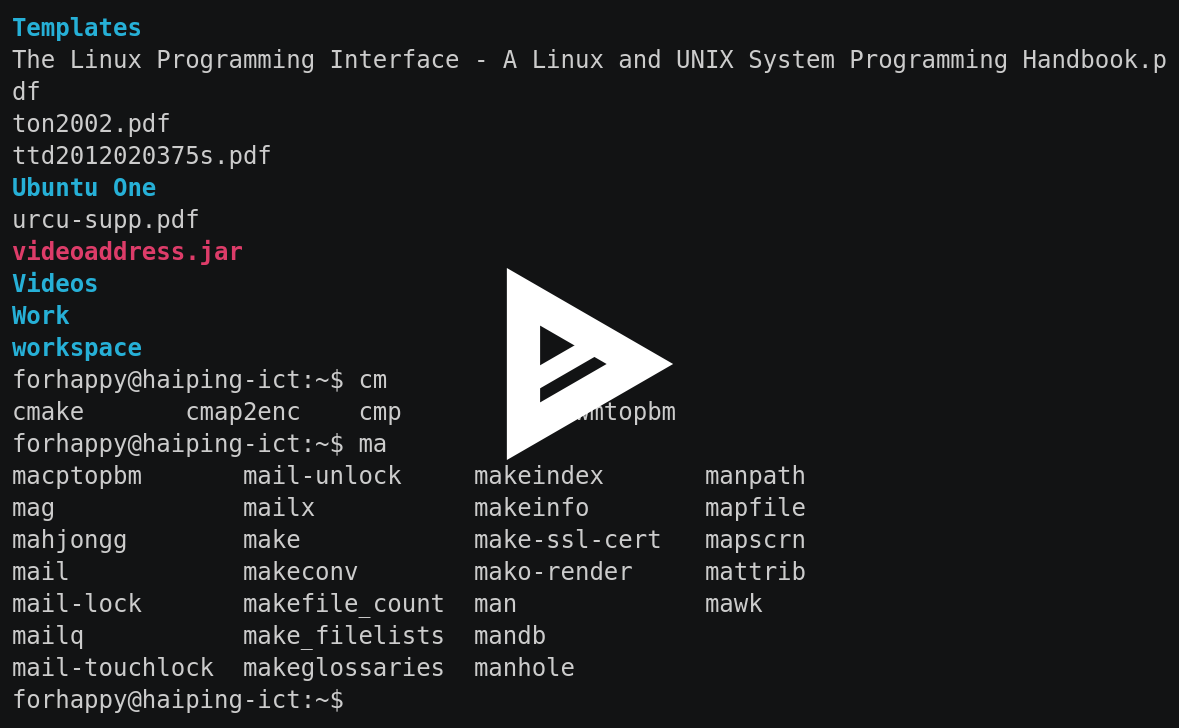 Templates
The Linux Programming Interface - A Linux and UNIX System Programming Handbook.p
df
ton2002.pdf
ttd2012020375s.pdf
Ubuntu One
urcu-supp.pdf
videoaddress.jar
Videos
Work
workspace
forhappy@haiping-ict:~$ cm
cmake       cmap2enc    cmp
forhappy@haiping-ict:~$ ma
macptopbm       mail-unlock     makeindex       manpath
mag             mailx           makeinfo        mapfile
mahjongg        make            make-ssl-cert   mapscrn
mail            makeconv        mako-render     mattrib
mail-lock       makefile_count  man             mawk
mailq           make_filelists  mandb
mail-touchlock  makeglossaries  manhole
forhappy@haiping-ict:~$